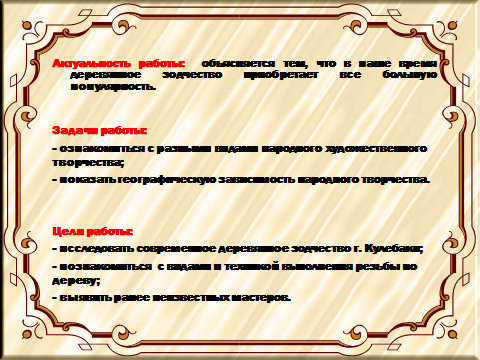 Актуальность работы: объясняется тем, что в наше время
деревянное зодчество приобретает все большую
популярность.
Задачи работы:
- ознакомиться с разными видами народного художественного
творчества;
- показать географическую зависимость народного творчества.
Цели работы:
- исследовать современное деревянное зодчество г. Кулебаки;
- познакомиться с видами и техникой выполнения резьбы по
дереву;
- выявить ранее неизвестных мастеров.